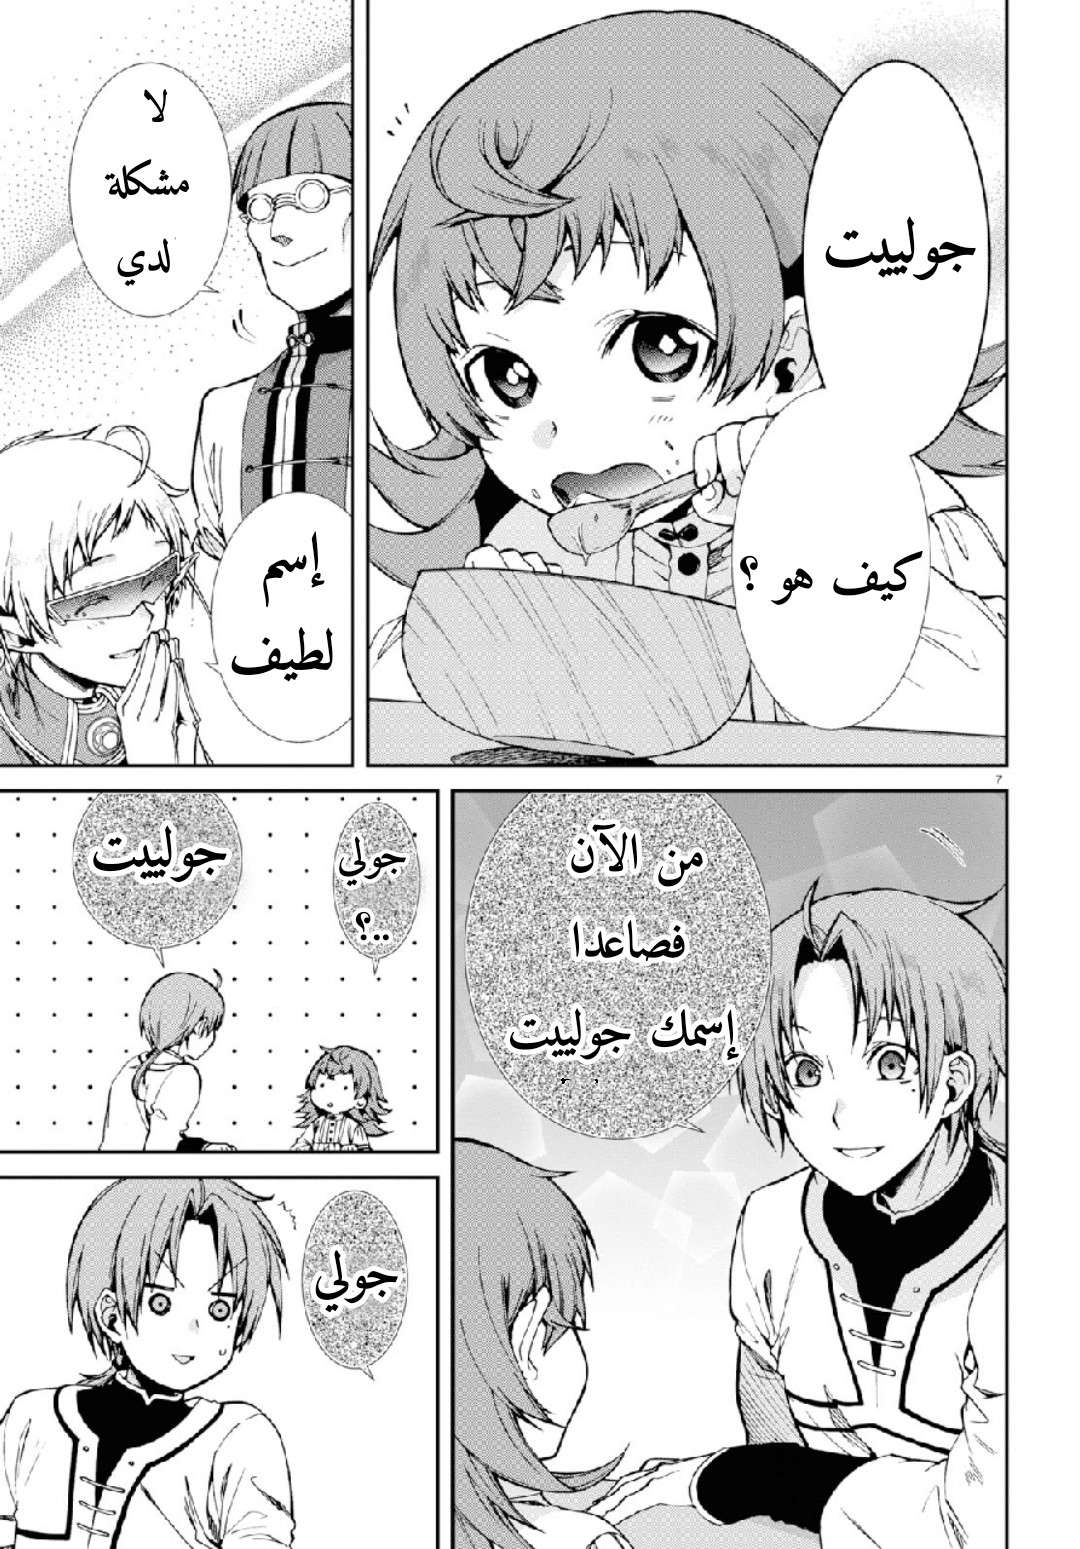 جولييت
كيف هو ؟
لا
مشكلة
لدي
إسم
لطيف
7
من الآن
فصاعدا
إسمك جولييت
جولي
..؟
جولييت
جولي